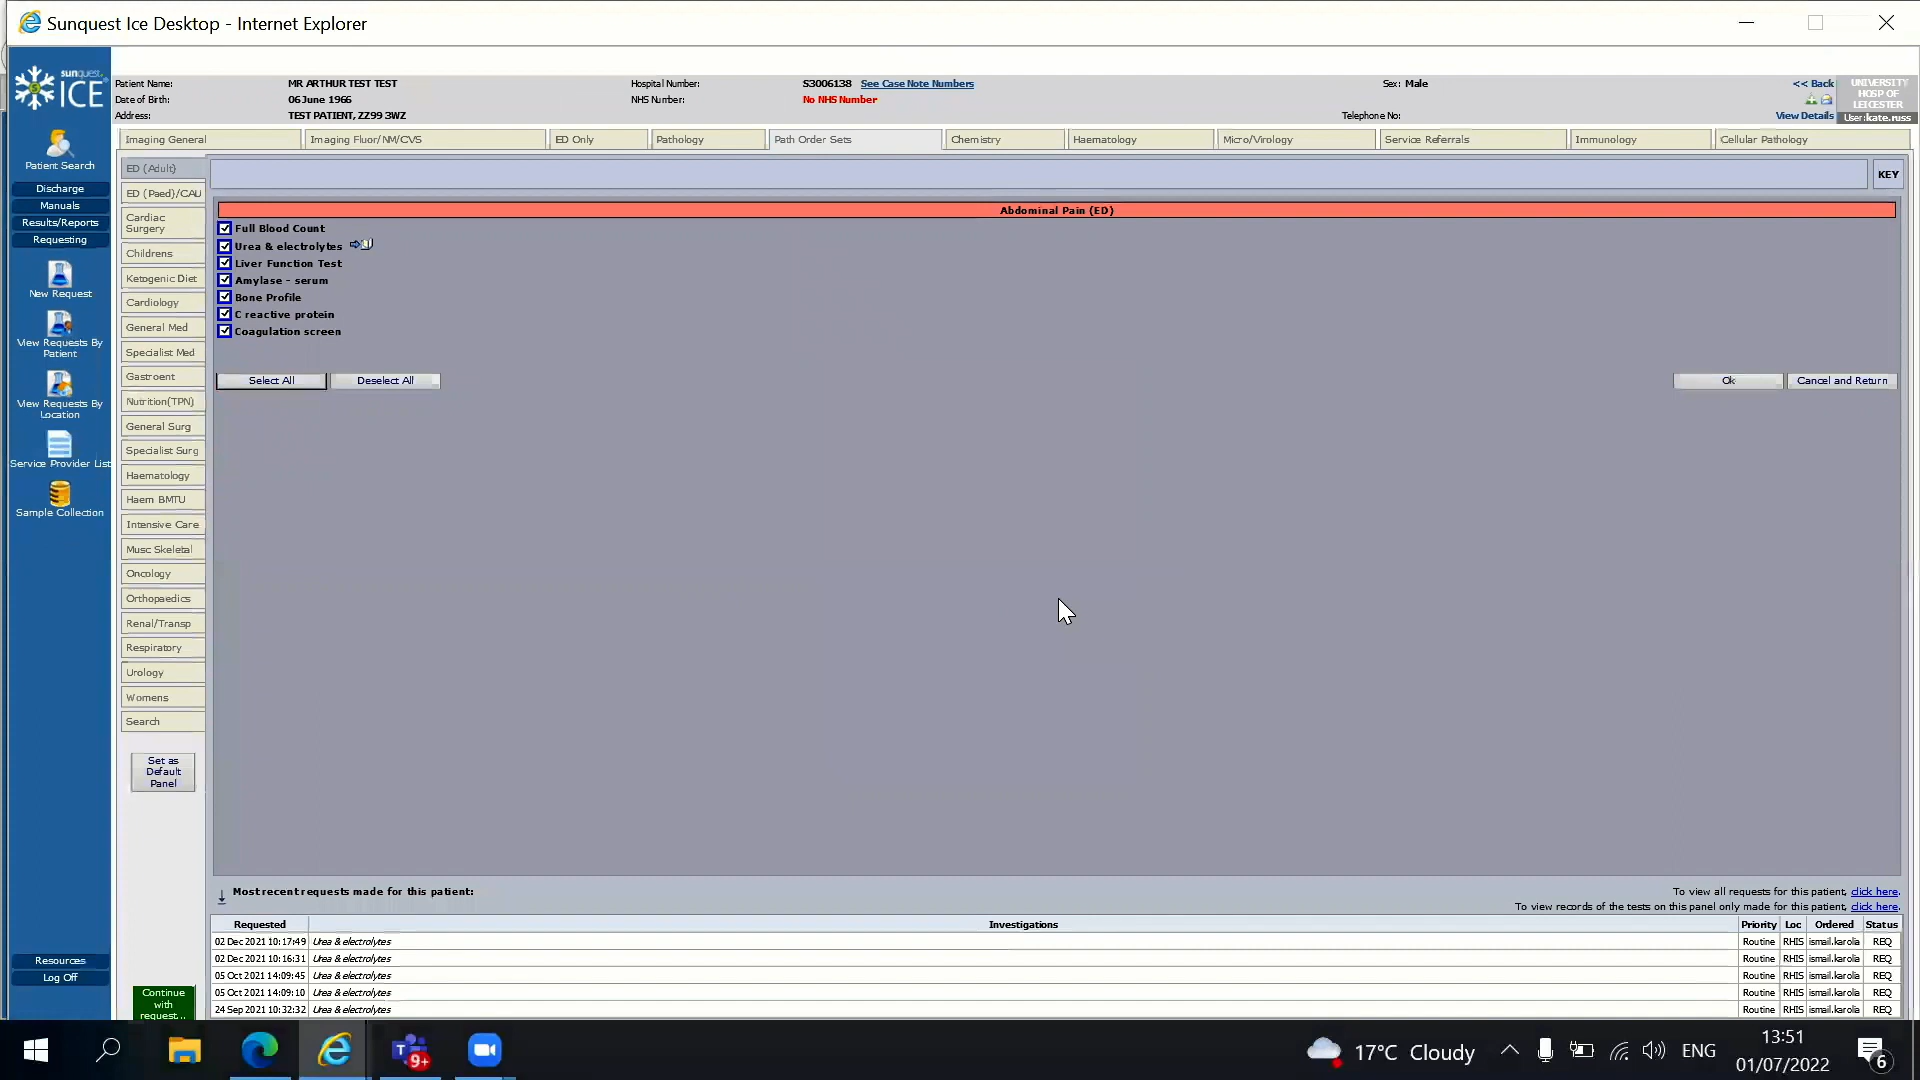 Sunquest Ice Desktop - Internet Explorer
sunquest
ICE
Patient Name: MR ARTHUR TEST TEST Hospital Number: S3006138 See Case Note Numbers Sex: Male << Back
Date of Birth: 06 June 1966 NHS Number: No NHS Number
Address: TEST PATIENT, ZZ99 3WZ Telephone No: View Details
UNIVERSITY
HOSP OF
LEICESTER
User:kate.russ
Imaging General Imaging Fluor/NM/CVS ED Only Pathology Path Order Sets Chemistry Haematology Micro/Virology Service Referrals Immunology Cellular Pathology
Patient Search
Discharge
Manuals
Results/Reports
Requesting
New Request
View Requests By
Patient
View Requests By
Location
Service Provider List
Sample Collection
Resources
Log Off
ED (Adult)
ED (Paed)/CAU
Cardiac
Surgery
Childrens
Ketogenic Diet
Cardiology
General Med
Specialist Med
Gastroent
Nutrition(TPN)
General Surg
Specialist Surg
Haematology
Haem BMTU
Intensive Care
Musc Skeletal
Oncology
Orthopaedics
Renal/Transp
Respiratory
Urology
Womens
Search
Set as
Default
Panel
Continue
with
request...
KEY
Abdominal Pain (ED)
Full Blood Count
Urea & electrolytes
Liver Function Test
Amylase - serum
Bone Profile
C reactive protein
Coagulation screen
Select All Deselect All Ok Cancel and Return
Most recent requests made for this patient:
To view all requests for this patient, click here.
To view records of the tests on this panel only made for this patient, click here.
Requested Investigations Priority Loc Ordered Status
02 Dec 2021 10:17:49 Urea & electrolytes Routine RHIS ismail.karolia REQ
02 Dec 2021 10:16:31 Urea & electrolytes Routine RHIS ismail.karolia REQ
05 Oct 2021 14:09:45 Urea & electrolytes Routine RHIS ismail.karolia REQ
05 Oct 2021 14:09:10 Urea & electrolytes Routine RHIS ismail.karolia REQ
24 Sep 2021 10:32:32 Urea & electrolytes Routine RHIS ismail.karolia REQ
9+
17°C Cloudy
ENG
13:51
01/07/2022
6